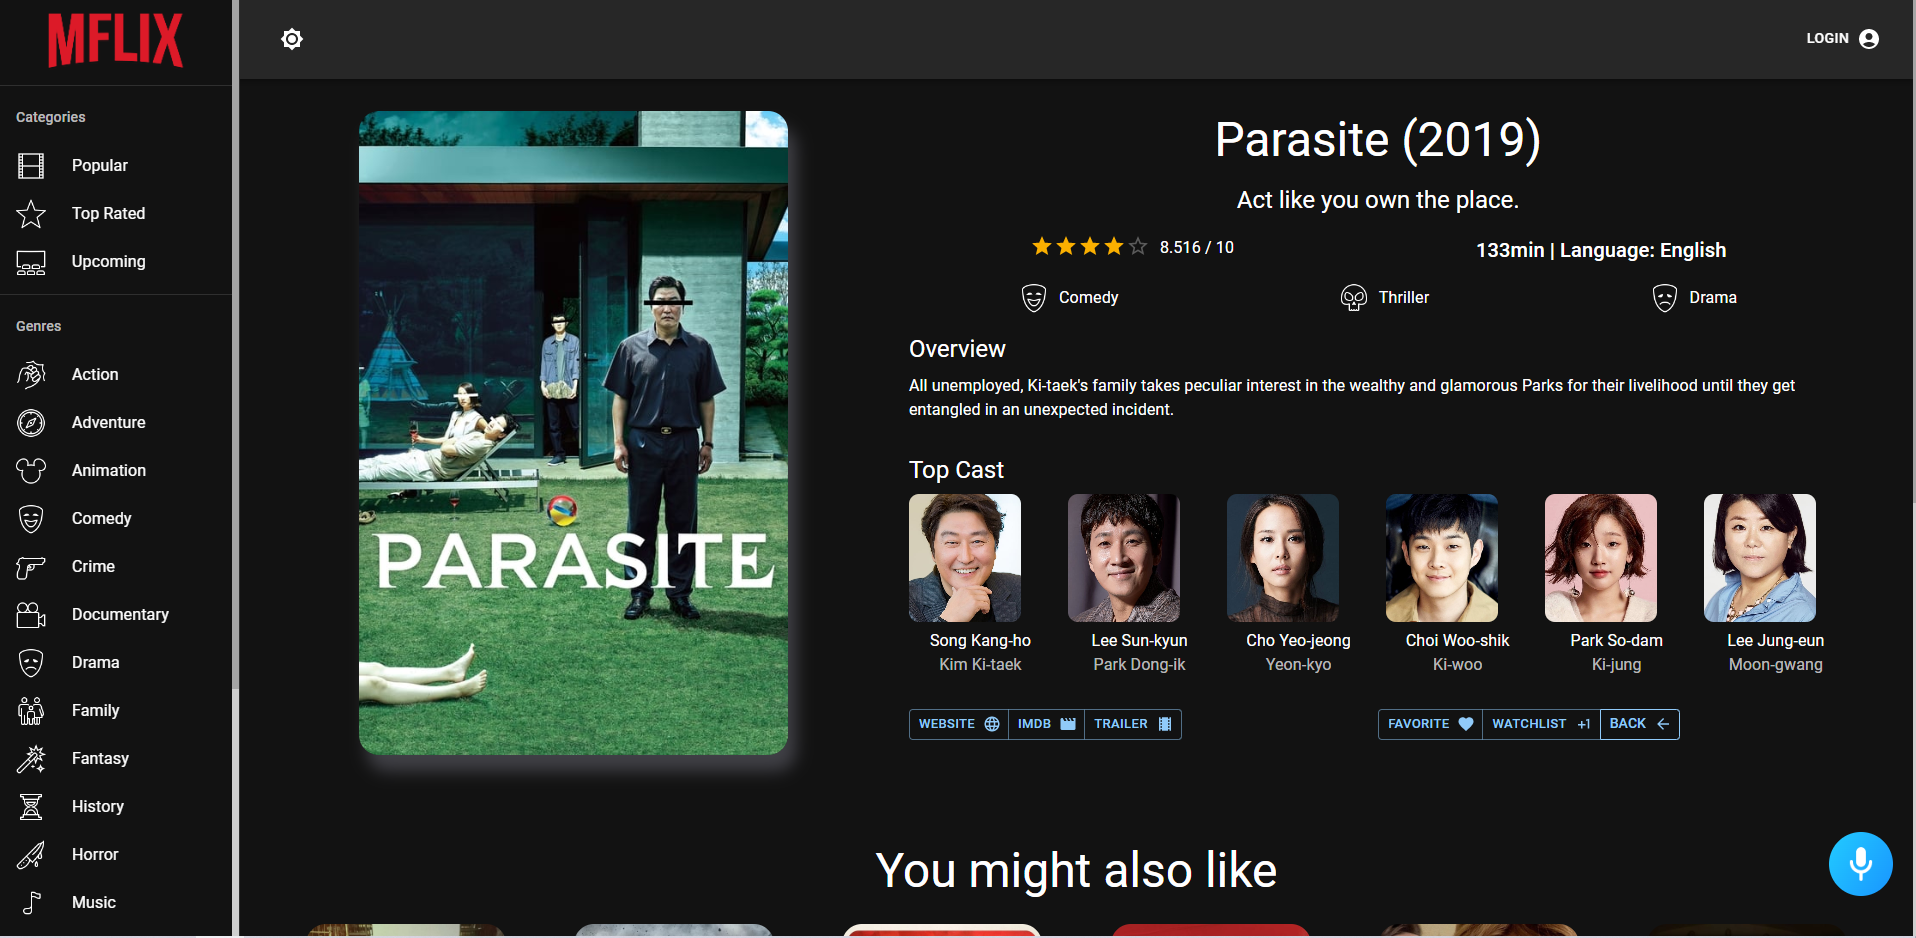 MFLIX
LOGIN
Categories
Popular
Top Rated
Upcoming
Genres
Action
Adventure
Animation
Comedy
Crime
Documentary
Drama
Family
Fantasy
History
Horror
Music
PARASITE
Parasite (2019)
Act like you own the place.
8.516 / 10
133min | Language: English
Comedy
Thriller
Drama
Overview
All unemployed, Ki-taek's family takes peculiar interest in the wealthy and glamorous Parks for their livelihood until they get
entangled in an unexpected incident.
Top Cast
Song Kang-ho
Kim Ki-taek
Lee Sun-kyun
Park Dong-ik
Cho Yeo-jeong
Yeon-kyo
Choi Woo-shik
Ki-woo
Park So-dam
Ki-jung
Lee Jung-eun
Moon-gwang
WEBSITE IMDB TRAILER
FAVORITE WATCHLIST +1 BACK
You might also like